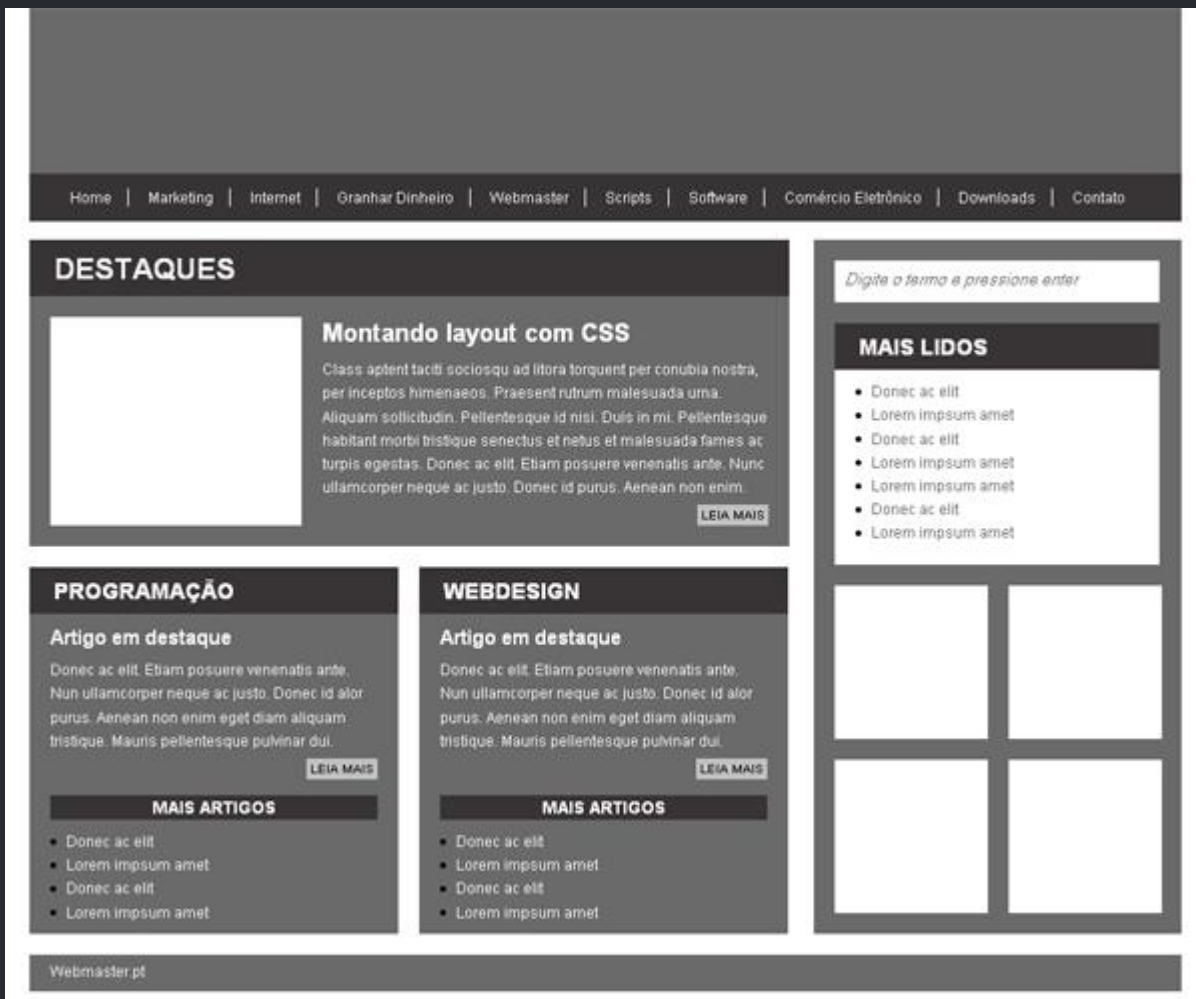 Home | Marketing | Internet | Granhar Dinheiro | Webmaster | Scripts | Software | Comércio Eletrônico | Downloads | Contato
DESTAQUES
Montando layout com CSS
Class aptent taciti sociosqu ad litora torquent per conubia nostra,
per inceptos himenaeos. Praesent rutrum malesuada urna.
Aliquam sollicitudin. Pellentesque id nisi. Duis in mi. Pellentesque
habitant morbi tristique senectus et netus et malesuada fames ac
turpis egestas. Donec ac elit. Etiam posuere venenatis ante. Nunc
ullamcorper neque ac justo. Donec id purus. Aenean non enim.
LEIA MAIS
PROGRAMAÇÃO
Artigo em destaque
Donec ac elit. Etiam posuere venenatis ante.
Nun ullamcorper neque ac justo. Donec id alor
purus. Aenean non enim eget diam aliquam
tristique. Mauris pellentesque pulvinar dui.
LEIA MAIS
MAIS ARTIGOS
Donec ac elit
Lorem impsum amet
Donec ac elit
Lorem impsum amet
WEBDESIGN
Artigo em destaque
Donec ac elit. Etiam posuere venenatis ante.
Nun ullamcorper neque ac justo. Donec id alor
purus. Aenean non enim eget diam aliquam
tristique. Mauris pellentesque pulvinar dui.
LEIA MAIS
MAIS ARTIGOS
Donec ac elit
Lorem impsum amet
Donec ac elit
Lorem impsum amet
Digite o termo e pressione enter
MAIS LIDOS
Donec ac elit
Lorem impsum amet
Donec ac elit
Lorem impsum amet
Lorem impsum amet
Donec ac elit
Lorem impsum amet
Webmaster.pt